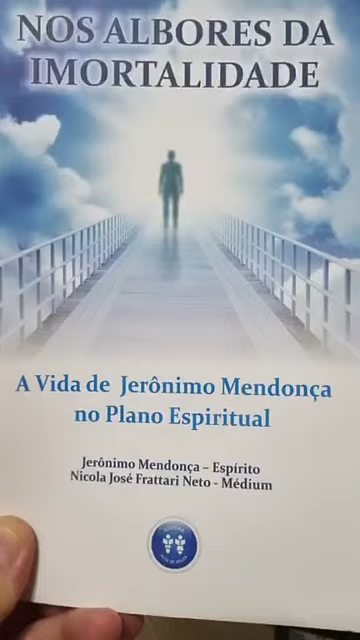 NOS ALBORES DA
IMORTALIDADE
A Vida de Jerônimo Mendonça
no Plano Espiritual
Jerônimo Mendonça – Espírito
Nicola José Frattari Neto - Médium